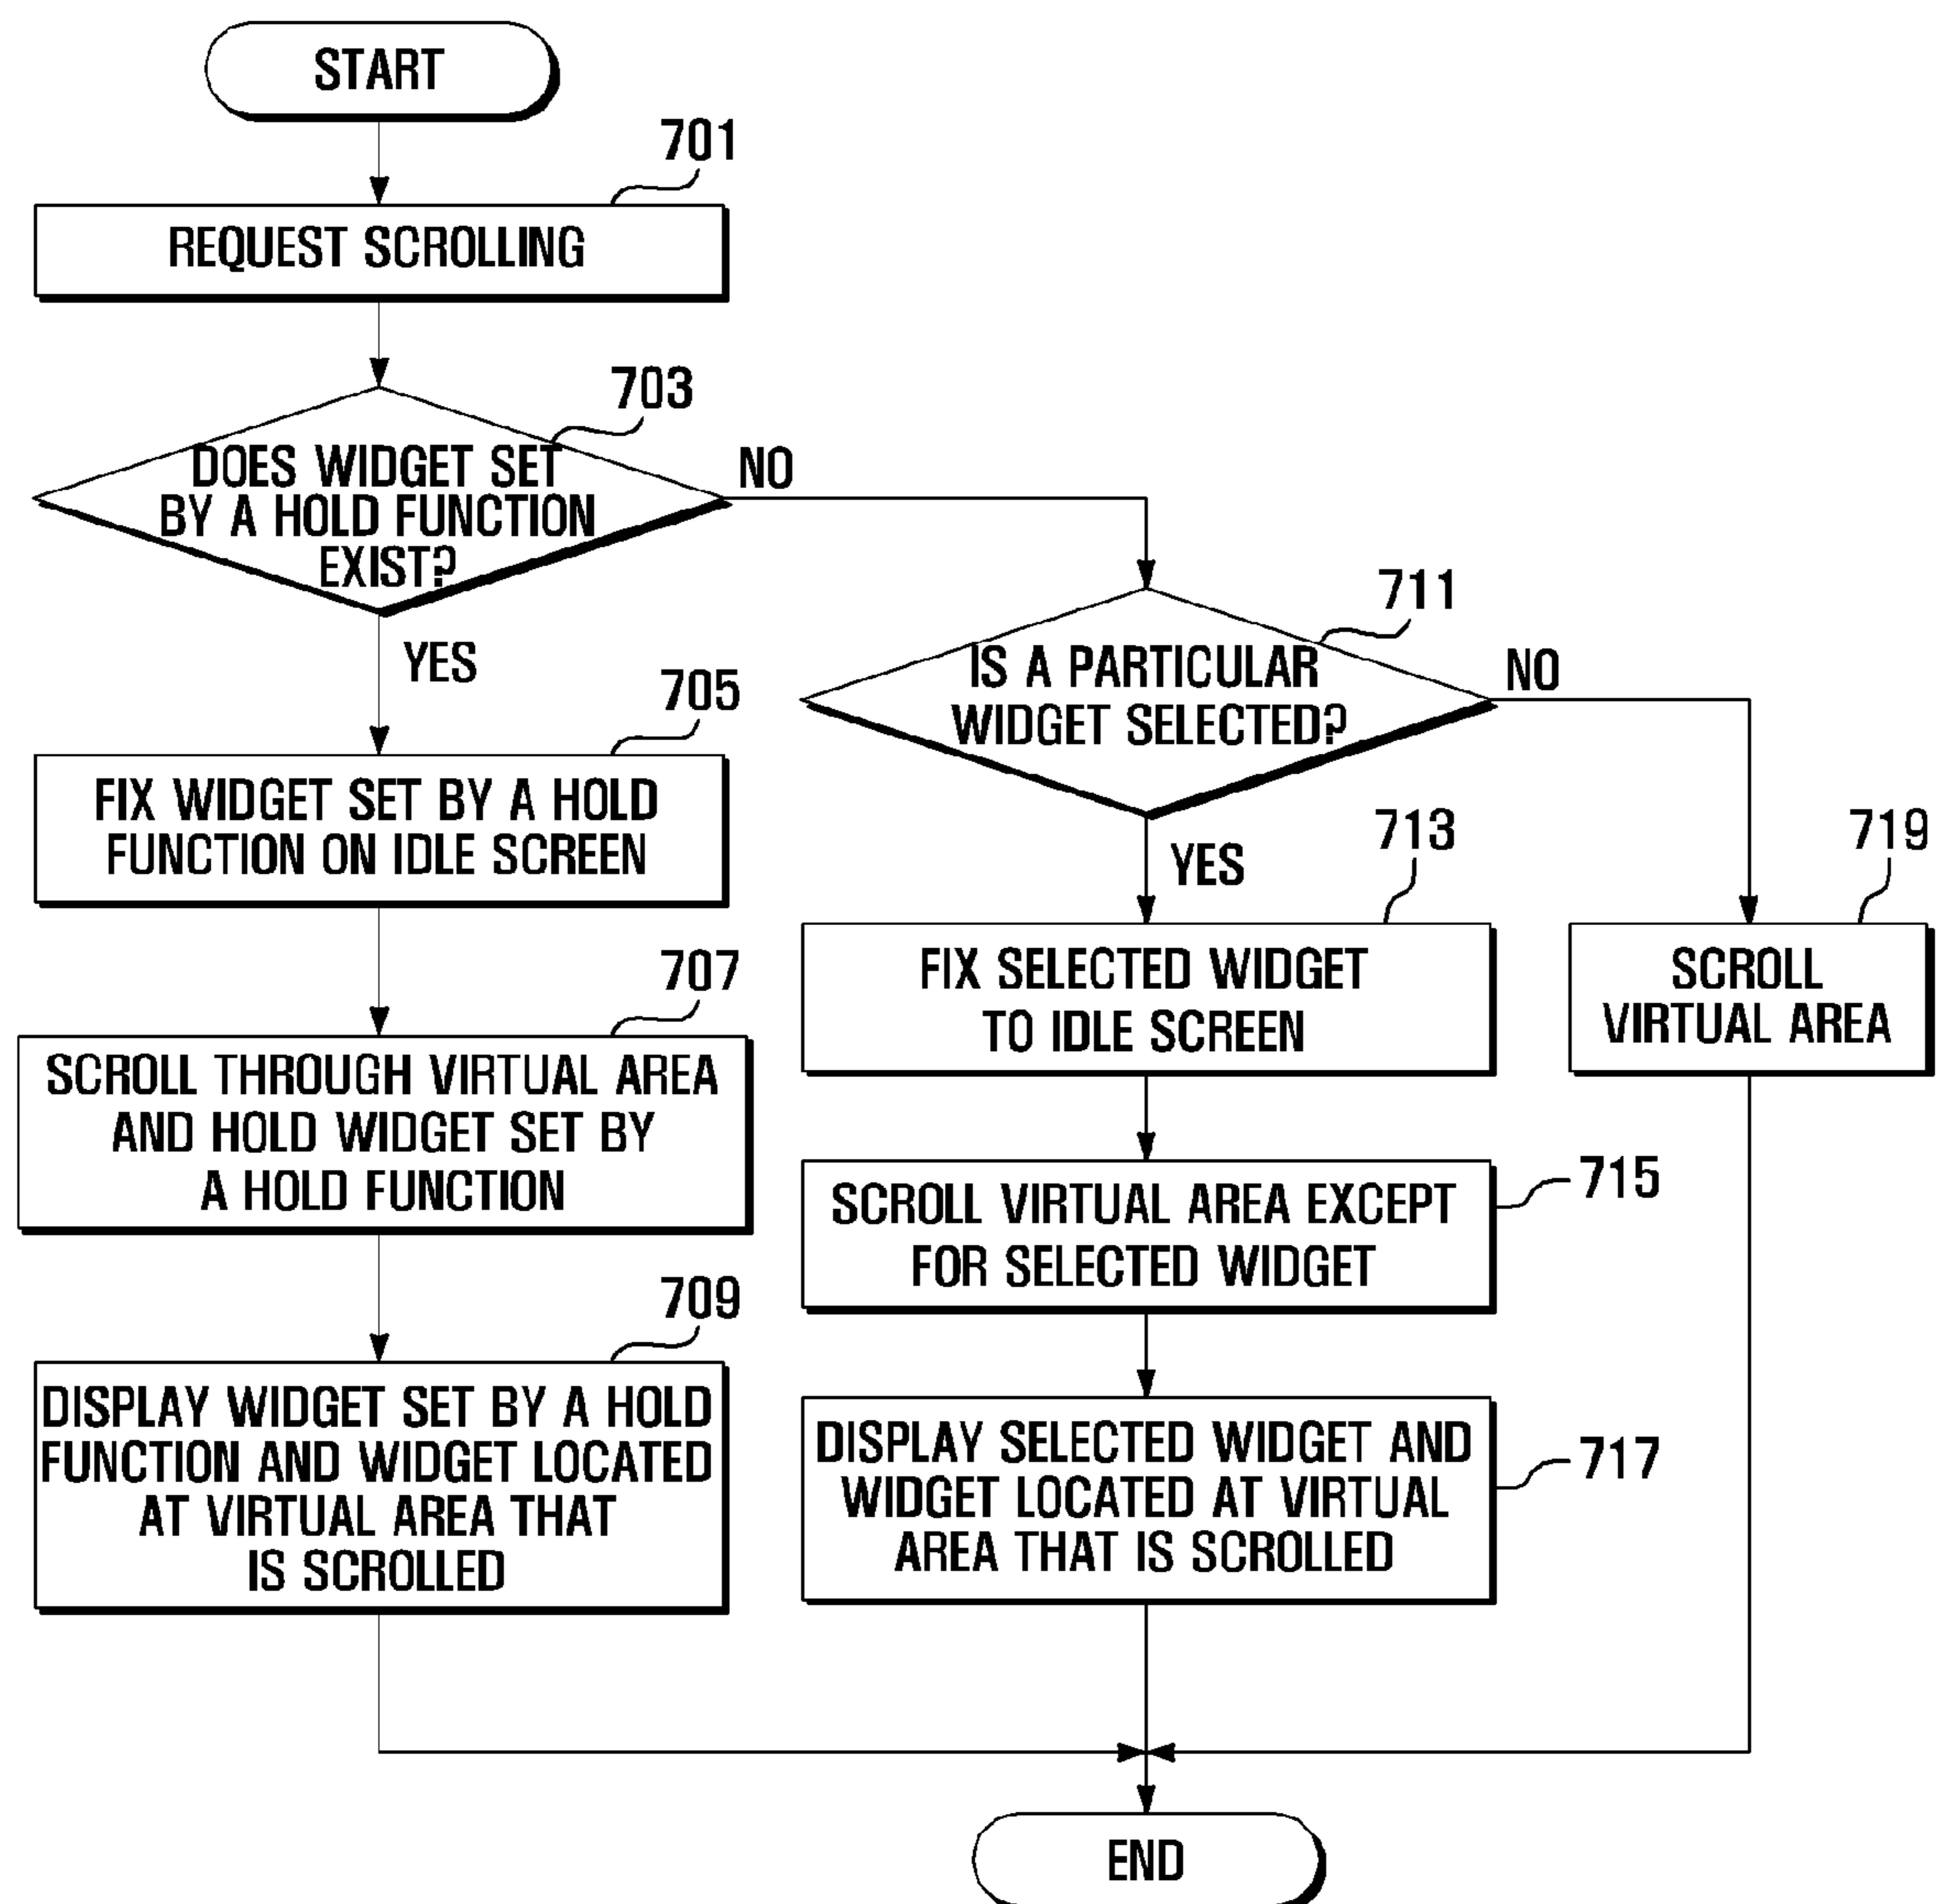 START
701
REQUEST SCROLLING
703
DOES WIDGET SET
BY A HOLD FUNCTION
EXIST?
NO
YES
705
FIX WIDGET SET BY A HOLD
FUNCTION ON IDLE SCREEN
707
SCROLL THROUGH VIRTUAL AREA
AND HOLD WIDGET SET BY
A HOLD FUNCTION
709
DISPLAY WIDGET SET BY A HOLD
FUNCTION AND WIDGET LOCATED
AT VIRTUAL AREA THAT
IS SCROLLED
711
IS A PARTICULAR
WIDGET SELECTED?
NO
YES
713
FIX SELECTED WIDGET
TO IDLE SCREEN
715
SCROLL VIRTUAL AREA EXCEPT
FOR SELECTED WIDGET
717
DISPLAY SELECTED WIDGET AND
WIDGET LOCATED AT VIRTUAL
AREA THAT IS SCROLLED
719
SCROLL
VIRTUAL AREA
END